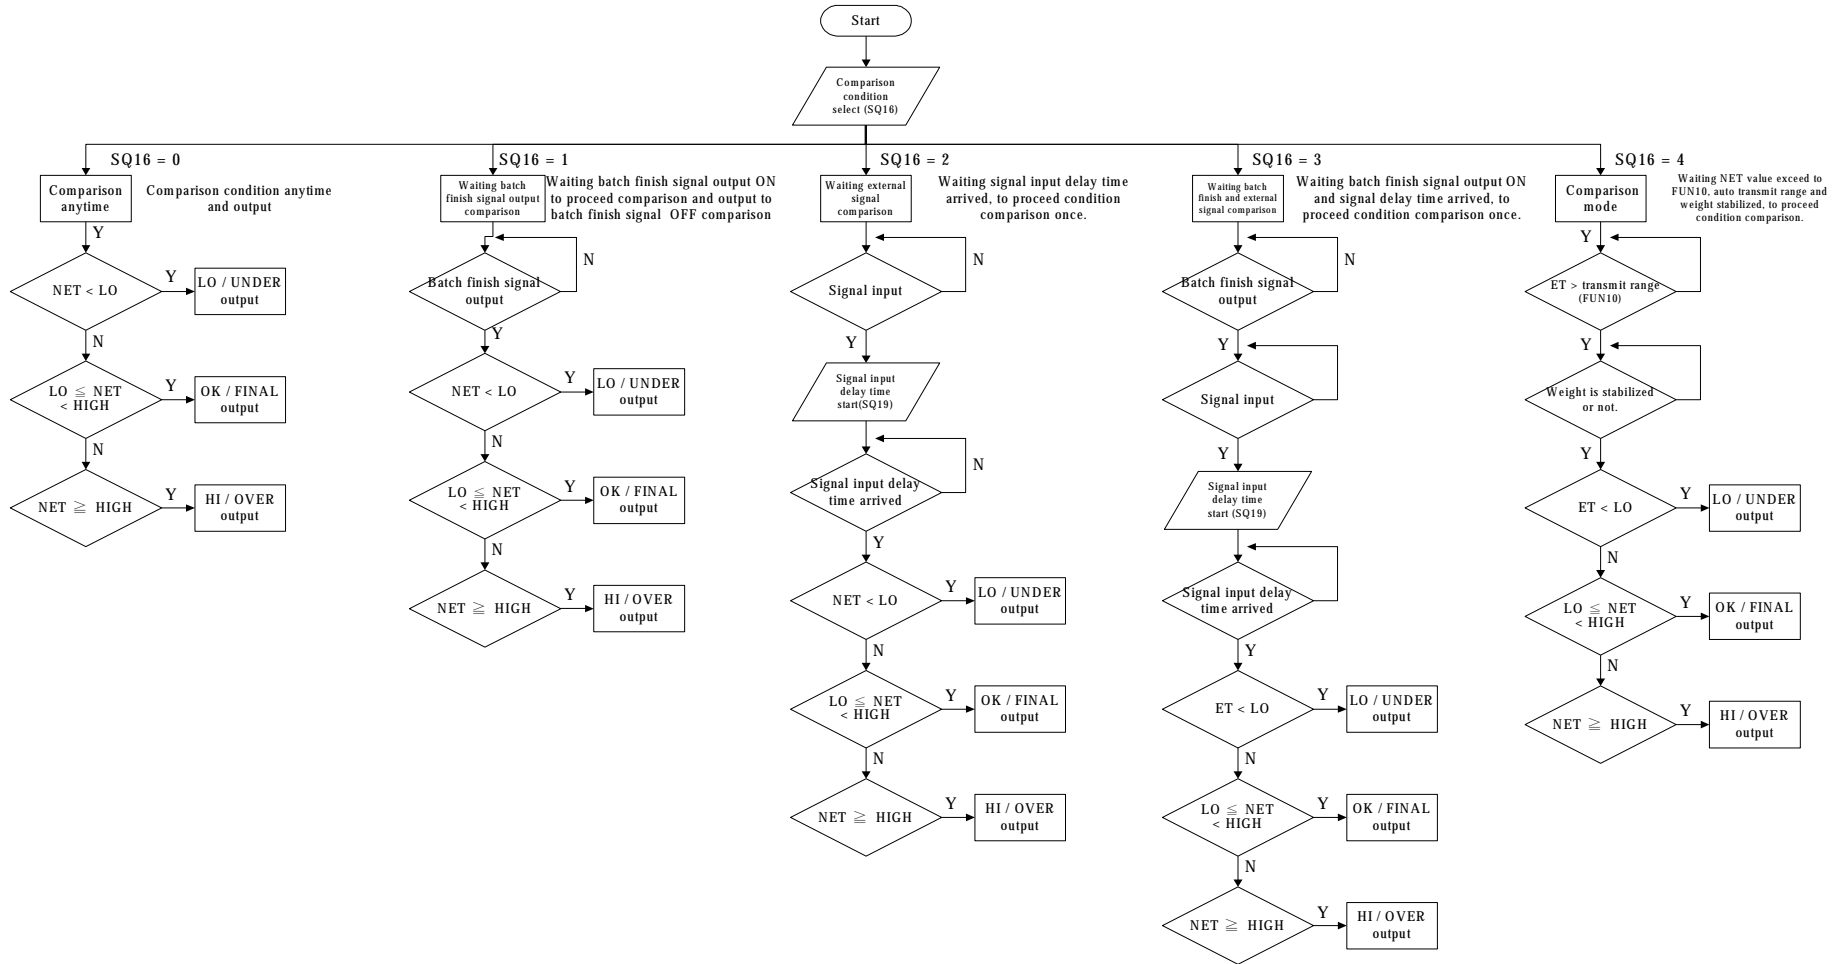 Start
Comparison
condition
select (SQ16)
SQ16 = 0
Comparison
anytime
Comparison condition anytime
and output
Y
NET < LO
Y
LO / UNDER
output
N
LO ≦ NET
< HIGH
Y
OK / FINAL
output
N
NET ≧ HIGH
Y
HI / OVER
output
SQ16 = 1
Waiting batch
finish signal output
comparison
Waiting batch finish signal output ON
to proceed comparison and output to
batch finish signal OFF comparison
N
Batch finish signal
output
Y
NET < LO
Y
LO / UNDER
output
N
LO ≦ NET
< HIGH
Y
OK / FINAL
output
N
NET ≧ HIGH
Y
HI / OVER
output
SQ16 = 2
Waiting external
signal
comparison
Waiting signal input delay time
arrived, to proceed condition
comparison once.
N
Signal input
Y
Signal input
delay time
start(SQ19)
N
Signal input delay
time arrived
Y
NET < LO
Y
LO / UNDER
output
N
LO ≦ NET
< HIGH
Y
OK / FINAL
output
N
NET ≧ HIGH
Y
HI / OVER
output
SQ16 = 3
Waiting batch
finish and external
signal comparison
Waiting batch finish signal output ON
and signal delay time arrived, to
proceed condition comparison once.
N
Batch finish signal
output
Y
Signal input
Y
Signal input
delay time
start (SQ19)
Signal input delay
time arrived
Y
ET < LO
Y
LO / UNDER
output
N
LO ≦ NET
< HIGH
Y
OK / FINAL
output
N
NET ≧ HIGH
Y
HI / OVER
output
SQ16 = 4
Comparison
mode
Waiting NET value exceed to
FUN10, auto transmit range and
weight stabilized, to proceed
condition comparison.
Y
ET > transmit range
(FUN10)
Y
Weight is stabilized
or not.
Y
ET < LO
Y
LO / UNDER
output
N
LO ≦ NET
< HIGH
Y
OK / FINAL
output
N
NET ≧ HIGH
Y
HI / OVER
output